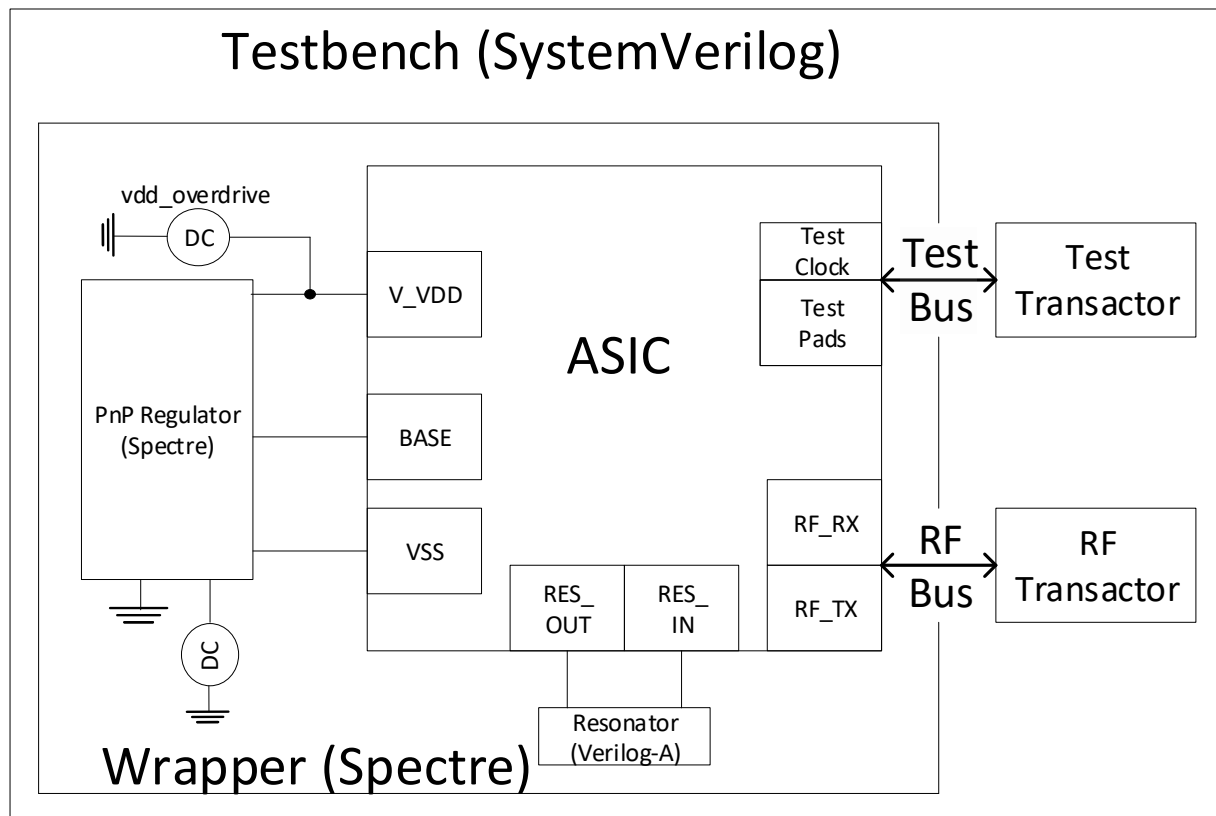 Testbench (SystemVerilog)
vdd_overdrive
DC
V_VDD
PnP Regulator
(Spectre)
BASE
VSS
DC
ASIC
Test
Clock
Test
Pads
Test
Bus
Test
Transactor
RF_RX
RF_TX
RF
Bus
RF
Transactor
RES_
OUT
RES_
IN
Resonator
(Verilog-A)
Wrapper (Spectre)